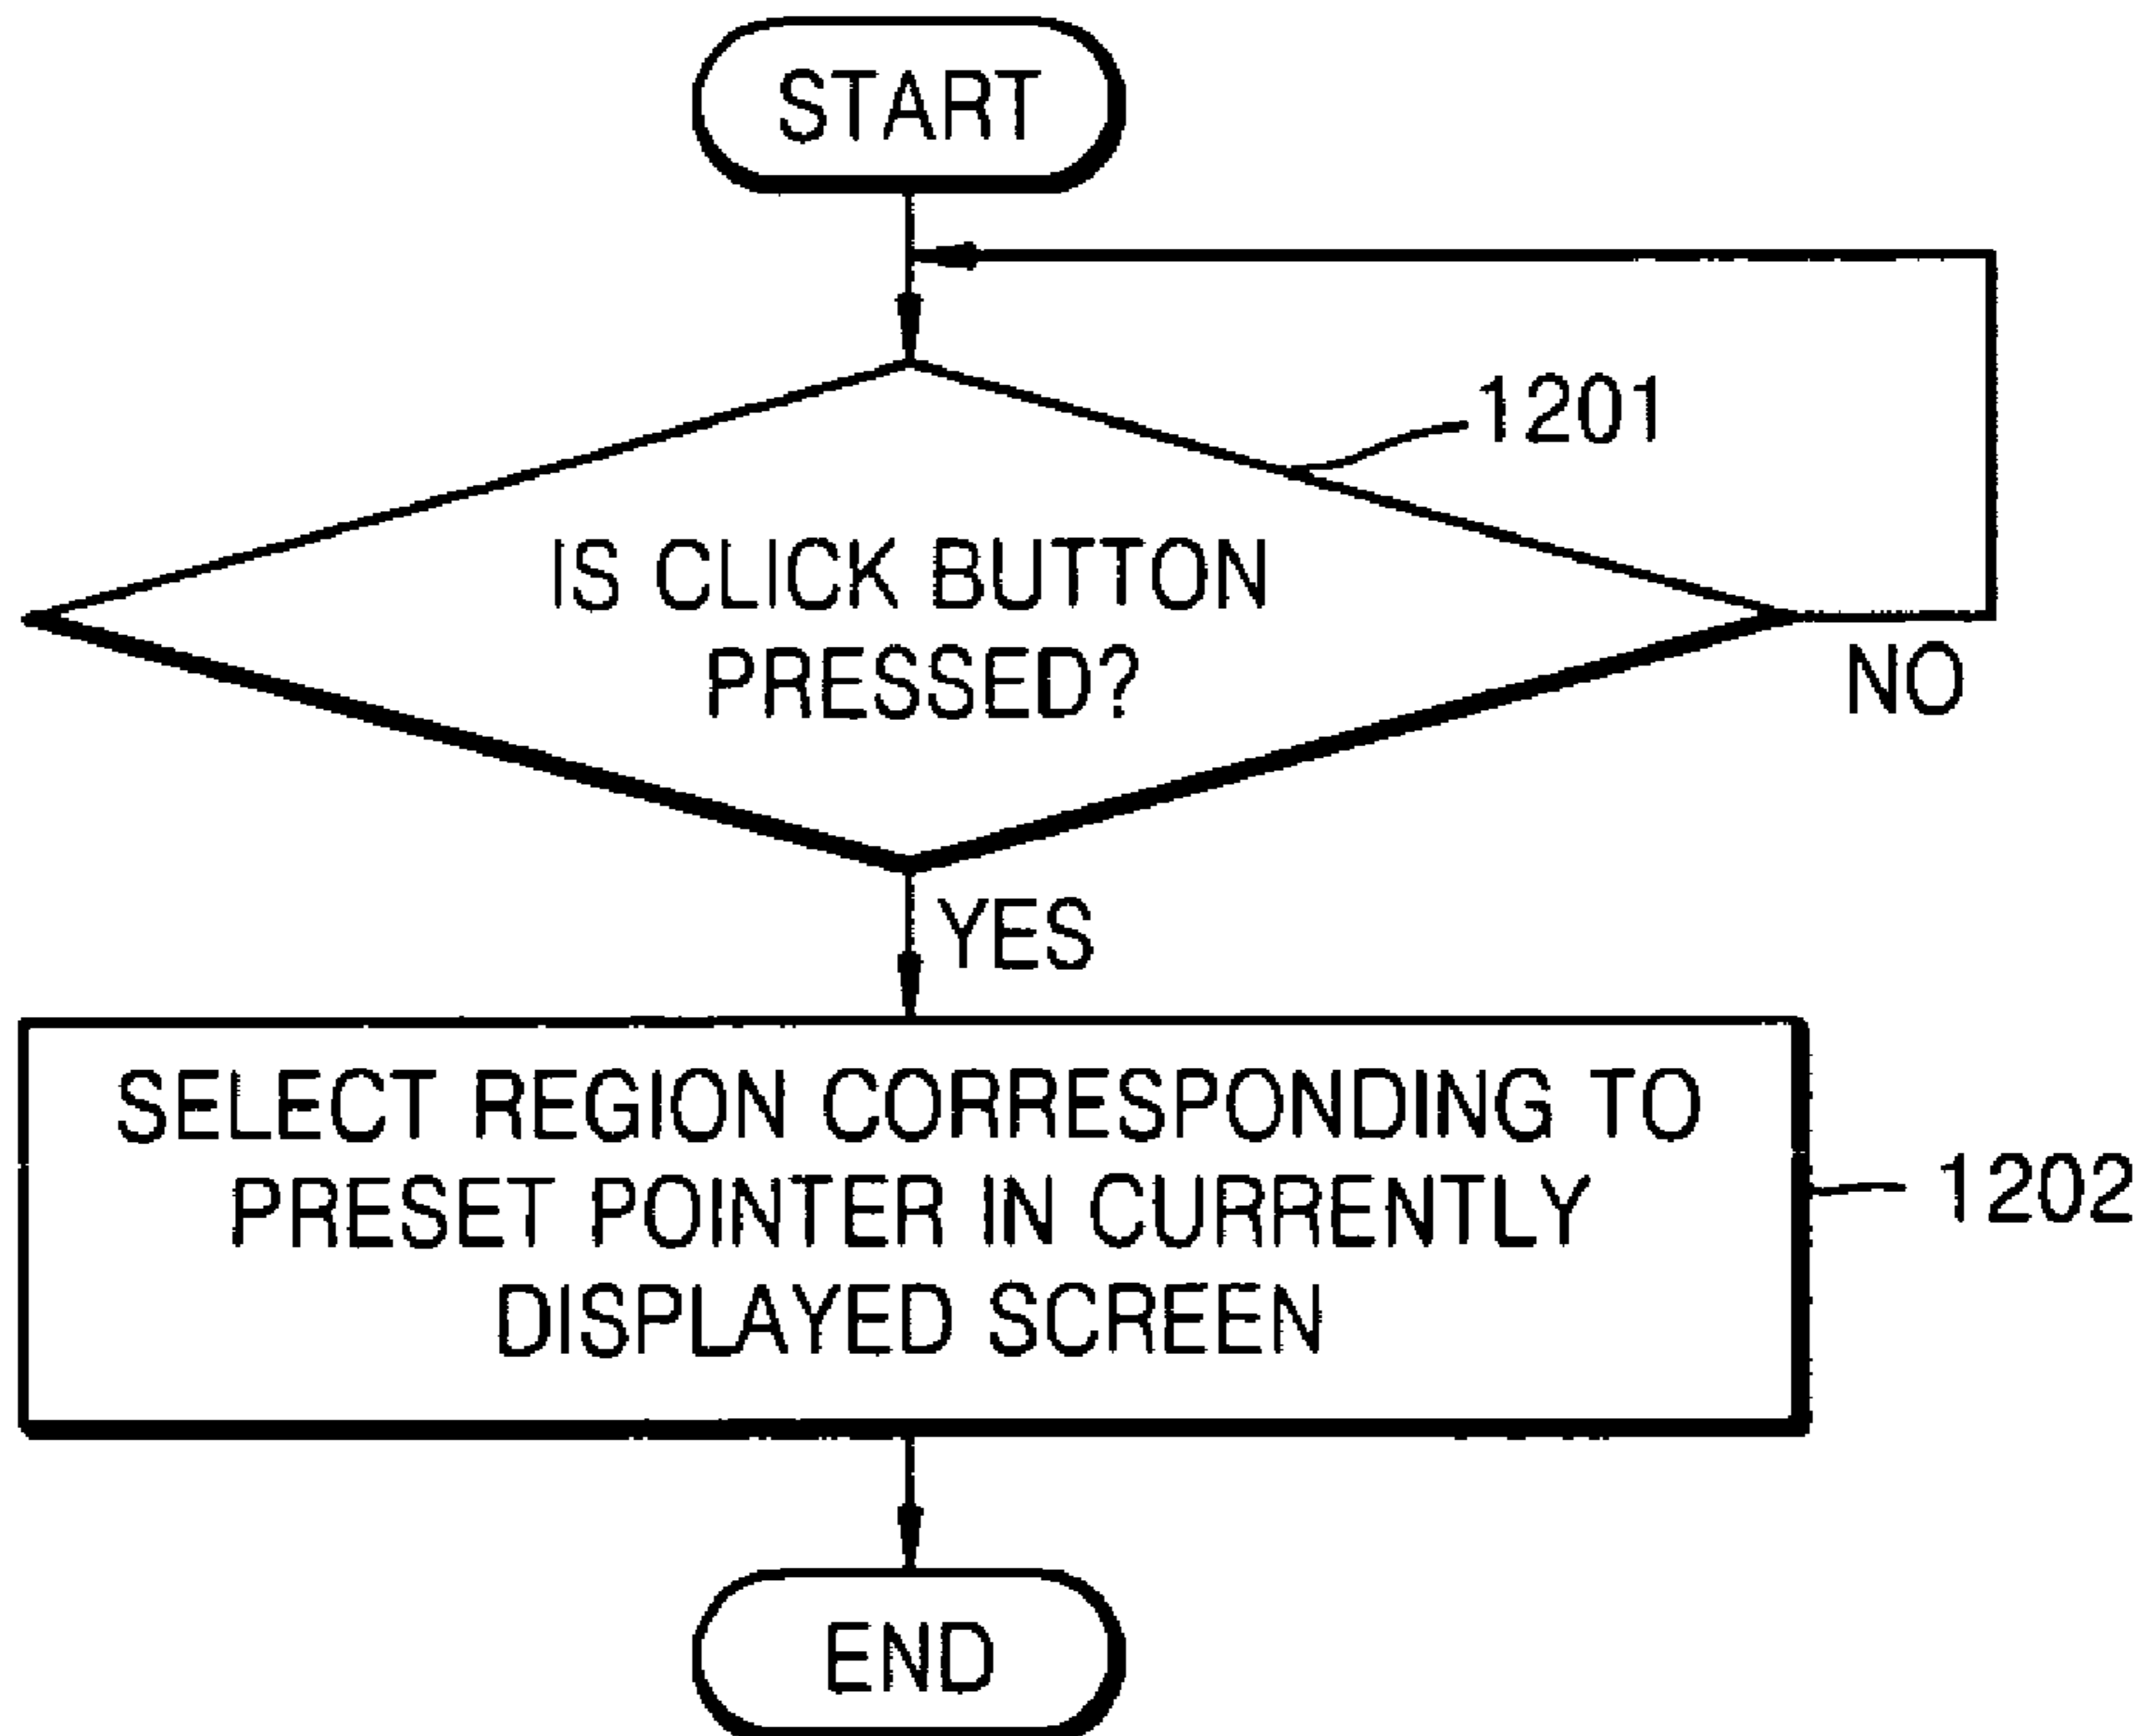 START
1201
IS CLICK BUTTON
PRESSED?
NO
YES
SELECT REGION CORRESPONDING TO
PRESET POINTER IN CURRENTLY
DISPLAYED SCREEN
1202
END